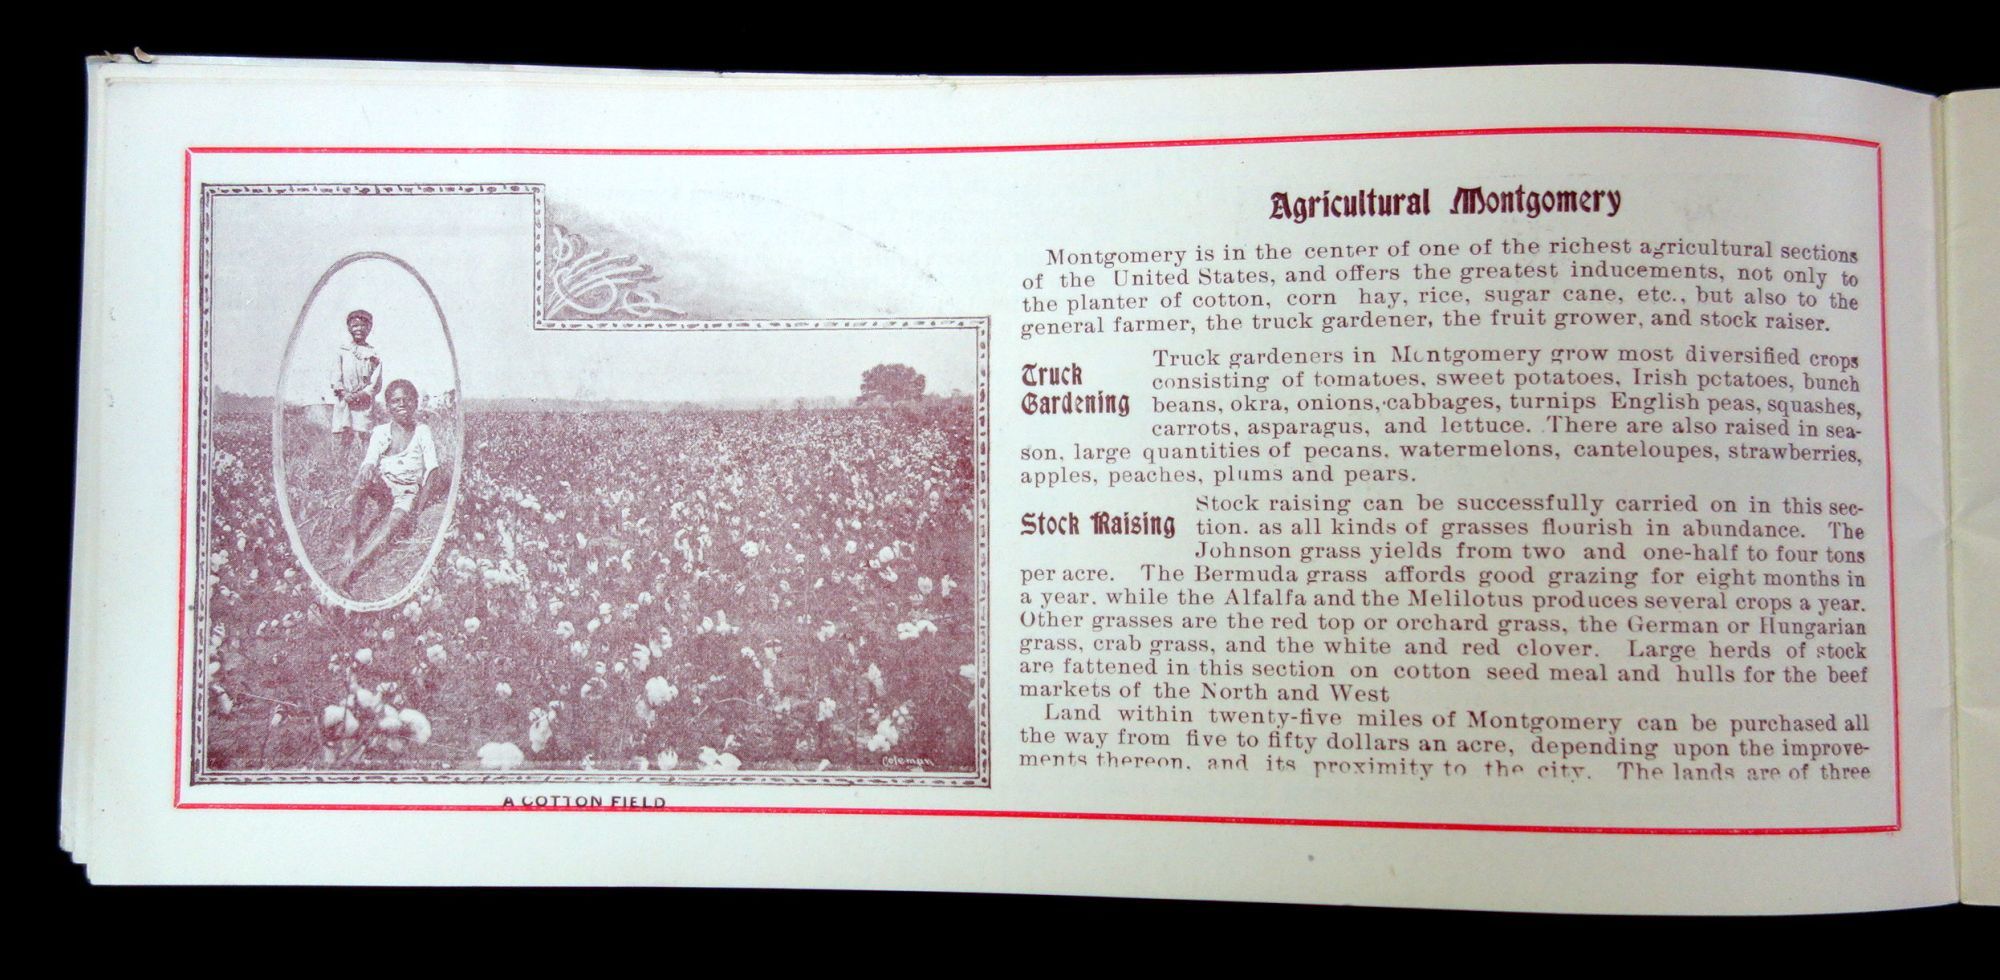 Coleman
A COTTON FIELD
Agricultural Montgomery
Montgomery is in the center of one of the richest agricultural sections
of the United States, and offers the greatest inducements, not only to
the planter of cotton, corn hay, rice, sugar cane, etc., but also to the
general farmer, the truck gardener, the fruit grower, and stock raiser.
Truck Gardening
Truck gardeners in Montgomery grow most diversified crops
consisting of tomatoes, sweet potatoes, Irish potatoes, bunch
beans, okra, onions, cabbages, turnips English peas, squashes,
carrots, asparagus, and lettuce. There are also raised in sea-
son, large quantities of pecans, watermelons, canteloupes, strawberries,
apples, peaches, plums and pears.
Stock Raising
Stock raising can be successfully carried on in this sec-
tion, as all kinds of grasses flourish in abundance. The
Johnson grass yields from two and one-half to four tons
per acre. The Bermuda grass affords good grazing for eight months in
a year, while the Alfalfa and the Melilotus produces several crops a year.
Other grasses are the red top or orchard grass, the German or Hungarian
grass, crab grass, and the white and red clover. Large herds of stock
are fattened in this section on cotton seed meal and hulls for the beef
markets of the North and West
Land within twenty-five miles of Montgomery can be purchased all
the way from five to fifty dollars an acre, depending upon the improve-
ments thereon, and its proximity to the city. The lands are of three